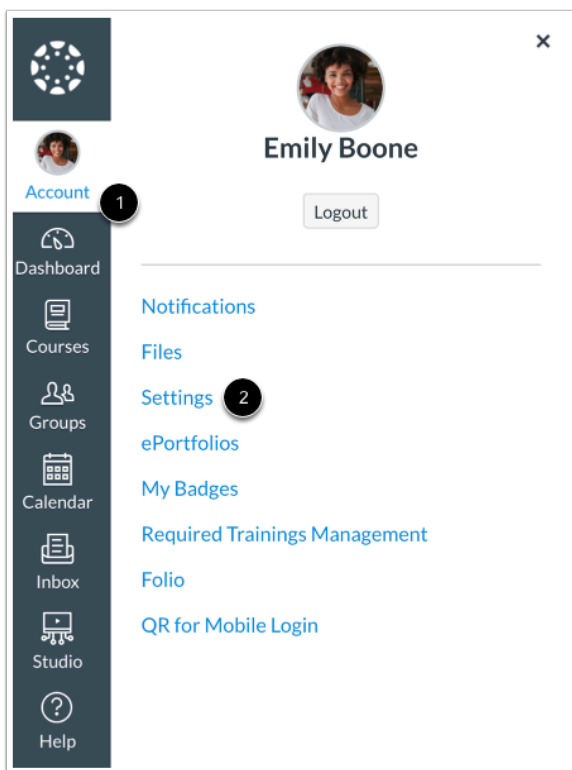 ×
Emily Boone
Logout
Account
1
Dashboard
Courses
Groups
Calendar
Inbox
Studio
Help
Notifications
Files
Settings 2
ePortfolios
My Badges
Required Trainings Management
Folio
QR for Mobile Login